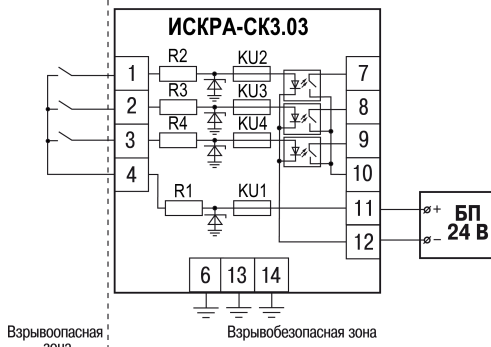 ИСКРА-СК3.03
1 R2 KU2 7
2 R3 KU3 8
3 R4 KU4 9
4 10
R1 KU1 11
12
+ БП
– 24 В
6 13 14
Взрывоопасная
зона
Взрывобезопасная зона